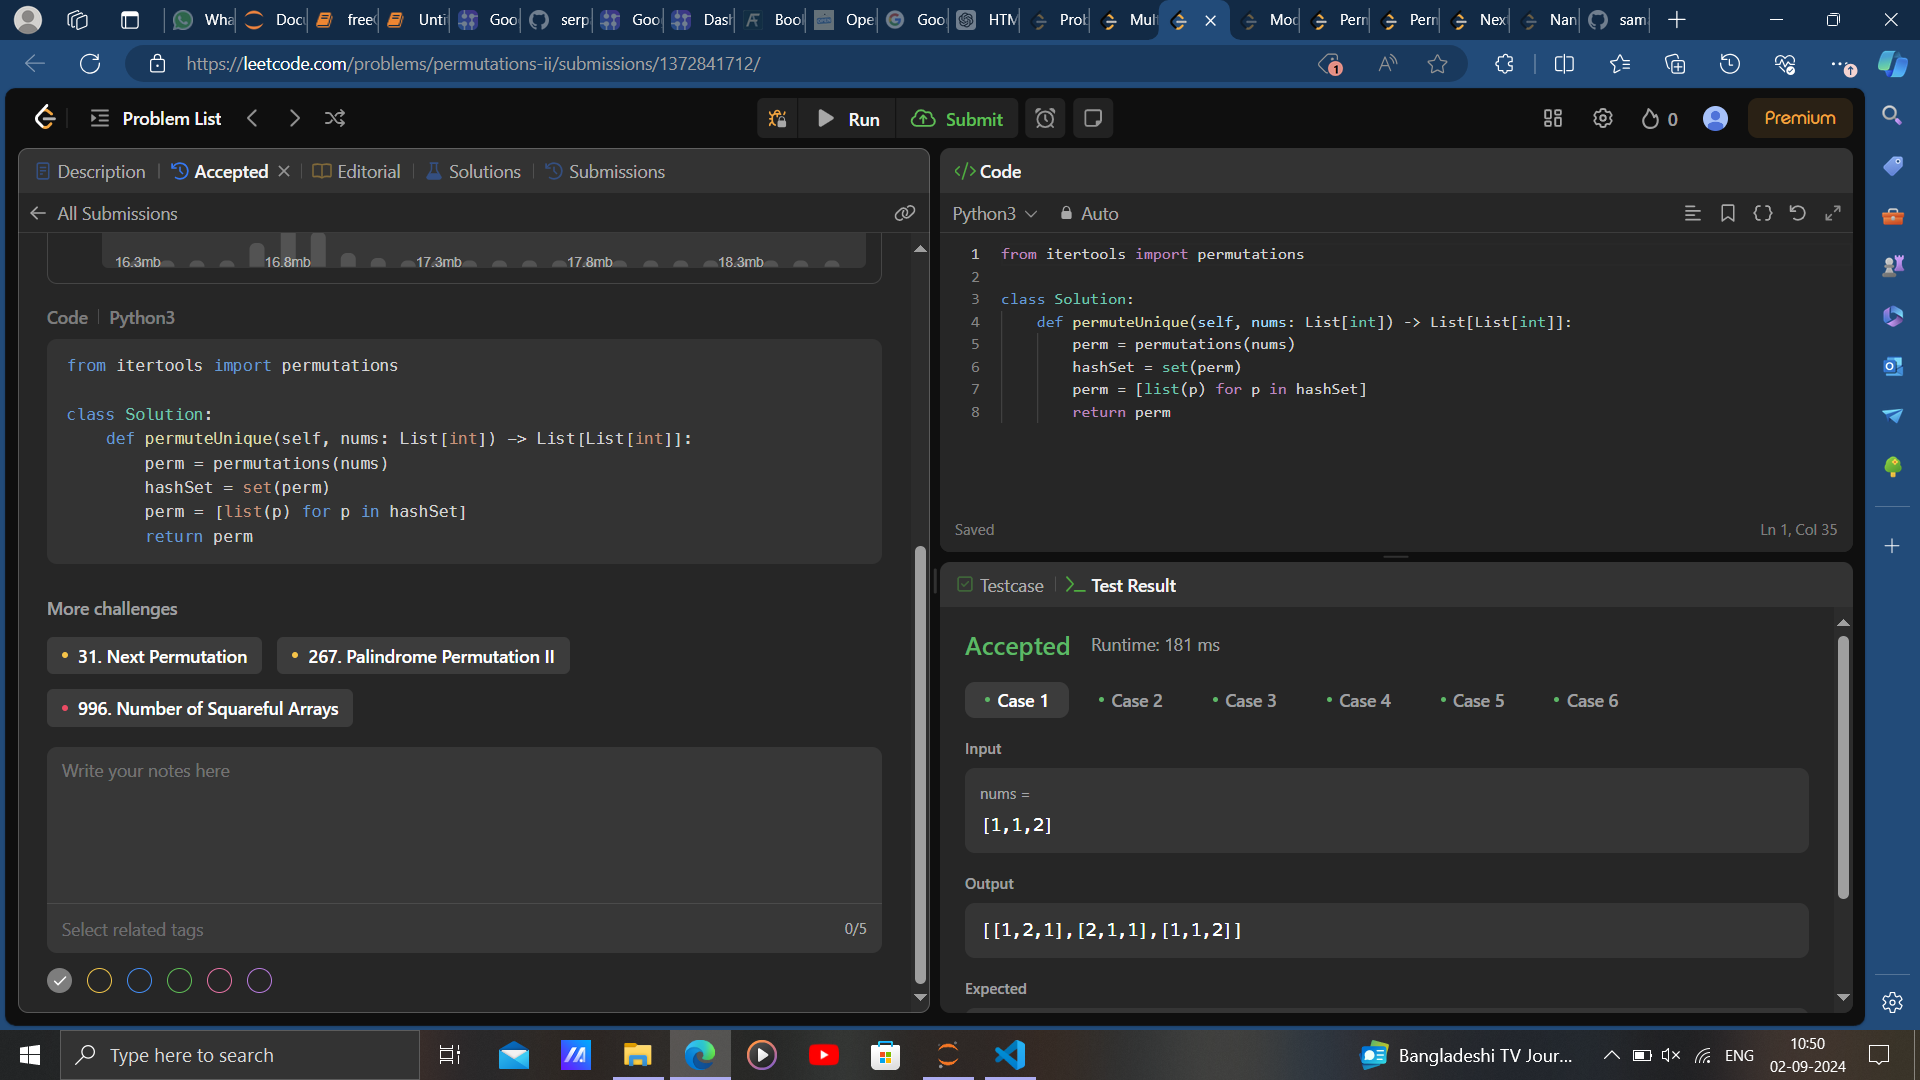 Wha
Docu
free
Unti
Goo
serp
Goo
Dash
Boo
Ope
Goo
HTM
Prob
Mul
Mod
Perm
Perm
Nex
Nan
sam
https://leetcode.com/problems/permutations-ii/submissions/1372841712/
1
Problem List
Run
Submit
0
Premium
Description
Accepted
Editorial
Solutions
Submissions
All Submissions
16.3mb
16.8mb
17.3mb
17.8mb
18.3mb
Code
Python3
from itertools import permutations
class Solution:
def permuteUnique(self, nums: List[int]) -> List[List[int]]:
perm = permutations(nums)
hashSet = set(perm)
perm = [list(p) for p in hashSet]
return perm
More challenges
31. Next Permutation
267. Palindrome Permutation II
996. Number of Squareful Arrays
Write your notes here
Select related tags
0/5
Code
Python3
Auto
1 from itertools import permutations
2
3 class Solution:
4 def permuteUnique(self, nums: List[int]) -> List[List[int]]:
5 perm = permutations(nums)
6 hashSet = set(perm)
7 perm = [list(p) for p in hashSet]
8 return perm
Saved
Ln 1, Col 35
Testcase
Test Result
Accepted
Runtime: 181 ms
Case 1
Case 2
Case 3
Case 4
Case 5
Case 6
Input
nums =
[1,1,2]
Output
[[1,2,1],[2,1,1],[1,1,2]]
Expected
Type here to search
Bangladeshi TV Jour...
ENG
10:50
02-09-2024